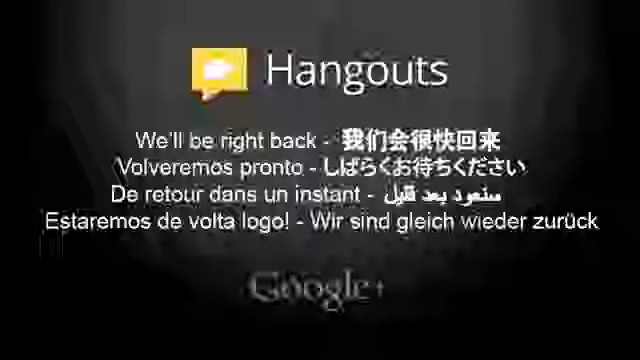 Hangouts
We'll be right back - 我们会很快回来
Volveremos pronto - しばらくお待ちください
De retour dans un instant - سنعود بعد قليل
Estaremos de volta logo! - Wir sind gleich wieder zurück
Google+